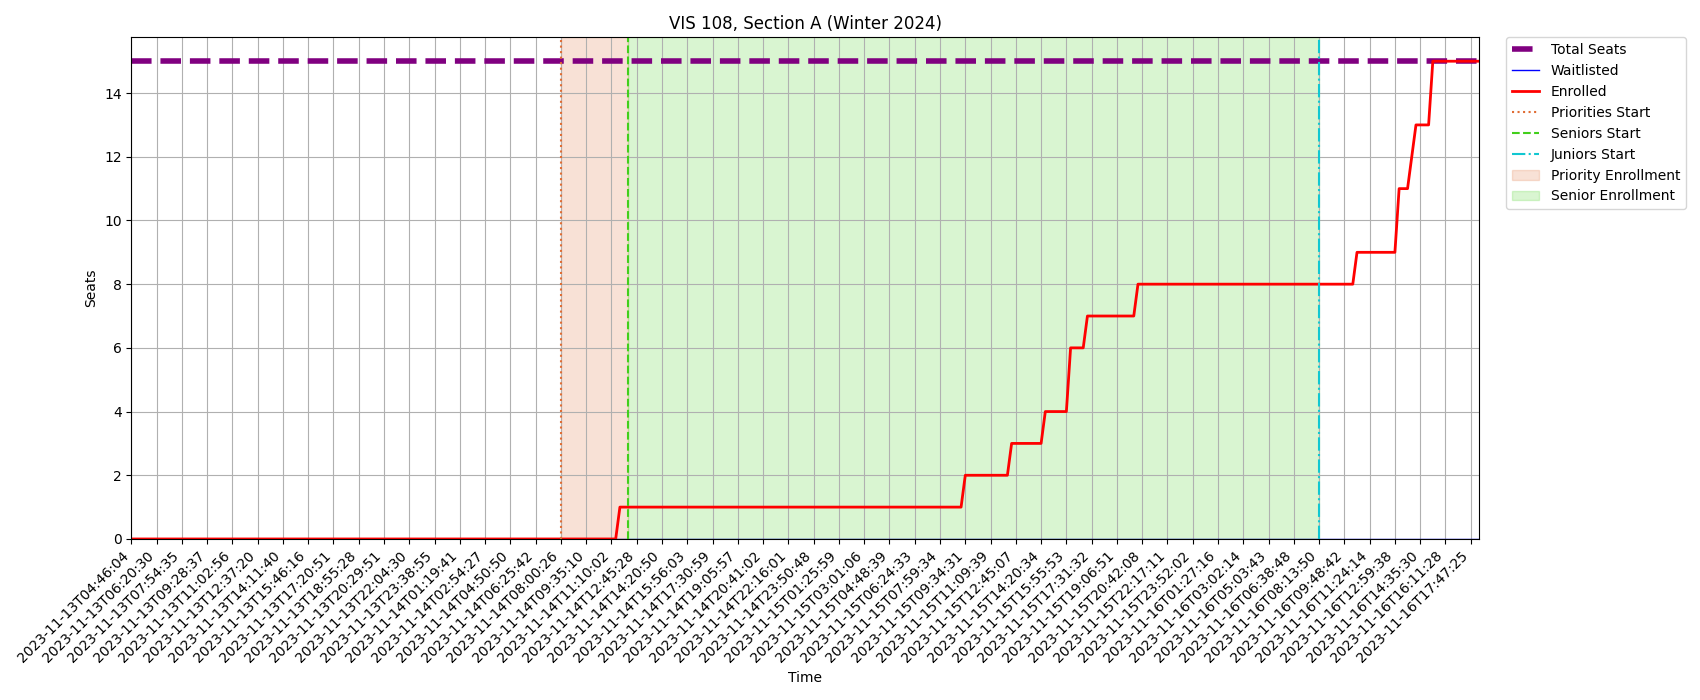 VIS 108, Section A (Winter 2024)
Total Seats
Waitlisted
Enrolled
Priorities Start
Seniors Start
Juniors Start
Priority Enrollment
Senior Enrollment
Seats
14
12
10
8
6
4
2
0
2023-11-13T04:46:04
2023-11-13T06:20:30
2023-11-13T07:54:35
2023-11-13T09:28:37
2023-11-13T11:02:56
2023-11-13T12:37:20
2023-11-13T14:11:40
2023-11-13T15:46:16
2023-11-13T17:20:51
2023-11-13T18:55:28
2023-11-13T20:29:51
2023-11-13T22:04:30
2023-11-13T23:38:55
2023-11-14T01:19:41
2023-11-14T02:54:27
2023-11-14T04:50:50
2023-11-14T06:25:42
2023-11-14T08:00:26
2023-11-14T09:35:10
2023-11-14T11:10:02
2023-11-14T12:45:28
2023-11-14T14:20:50
2023-11-14T15:56:03
2023-11-14T17:30:59
2023-11-14T19:05:57
2023-11-14T20:41:02
2023-11-14T22:16:01
2023-11-14T23:50:48
2023-11-15T01:25:59
2023-11-15T03:01:06
2023-11-15T04:48:39
2023-11-15T06:24:33
2023-11-15T07:59:34
2023-11-15T09:34:31
2023-11-15T11:09:39
2023-11-15T12:45:07
2023-11-15T14:20:34
2023-11-15T15:55:53
2023-11-15T17:31:32
2023-11-15T19:06:51
2023-11-15T20:42:08
2023-11-15T22:17:11
2023-11-15T23:52:02
2023-11-16T01:27:16
2023-11-16T03:02:14
2023-11-16T05:03:43
2023-11-16T06:38:48
2023-11-16T08:13:50
2023-11-16T09:48:42
2023-11-16T11:24:14
2023-11-16T12:59:38
2023-11-16T14:35:30
2023-11-16T16:11:28
2023-11-16T17:47:25
Time